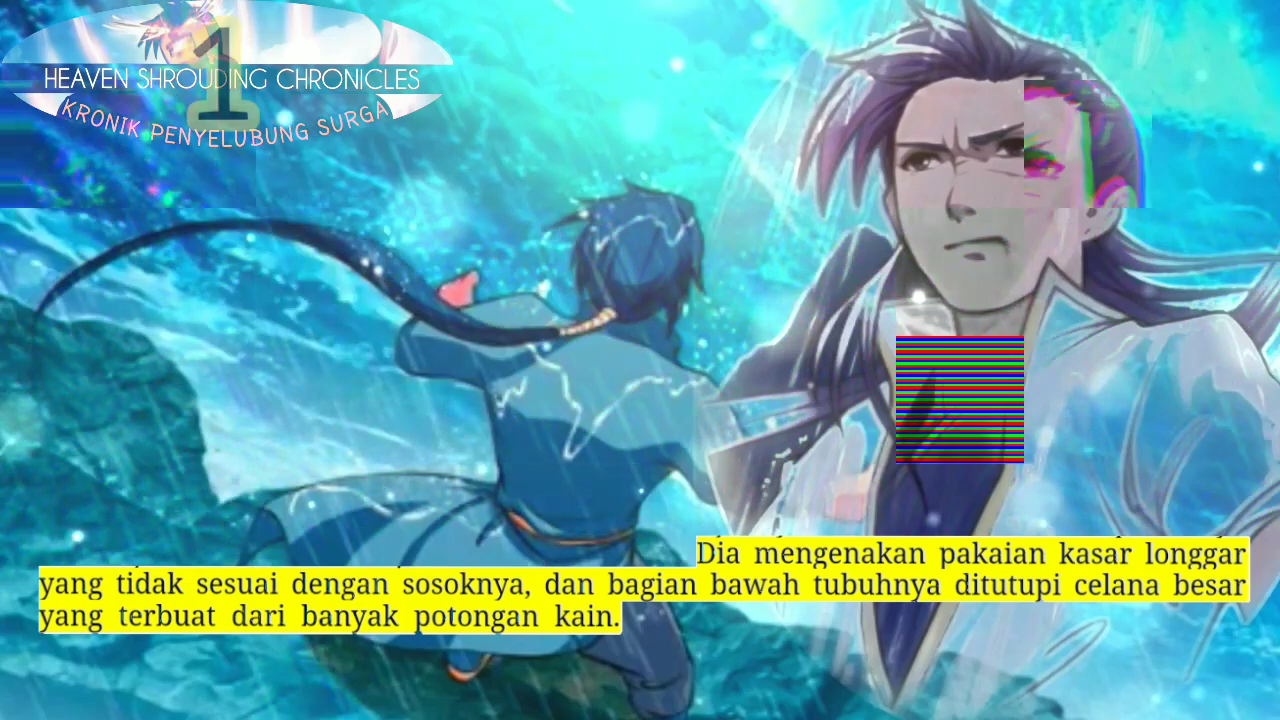 1
HEAVEN SHROUDING CHRONICLES
KRONIK PENYELUBUNG SURGA
Dia mengenakan pakaian kasar longgar
yang tidak sesuai dengan sosoknya, dan bagian bawah tubuhnya ditutupi celana besar
yang terbuat dari banyak potongan kain.